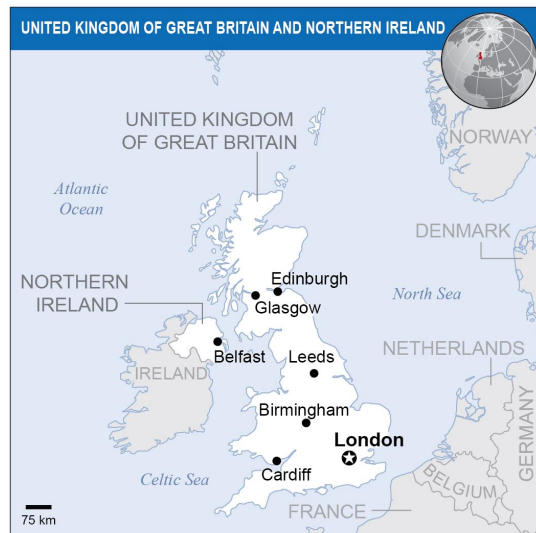 UNITED KINGDOM OF GREAT BRITAIN AND NORTHERN IRELAND
UNITED KINGDOM
OF GREAT BRITAIN
NORWAY
Atlantic
Ocean
DENMARK
Edinburgh
NORTHERN
IRELAND
North Sea
Glasgow
NETHERLANDS
Belfast
Leeds
IRELAND
Birmingham
London
GERMANY
Celtic Sea
Cardiff
BELGIUM
FRANCE
75 km